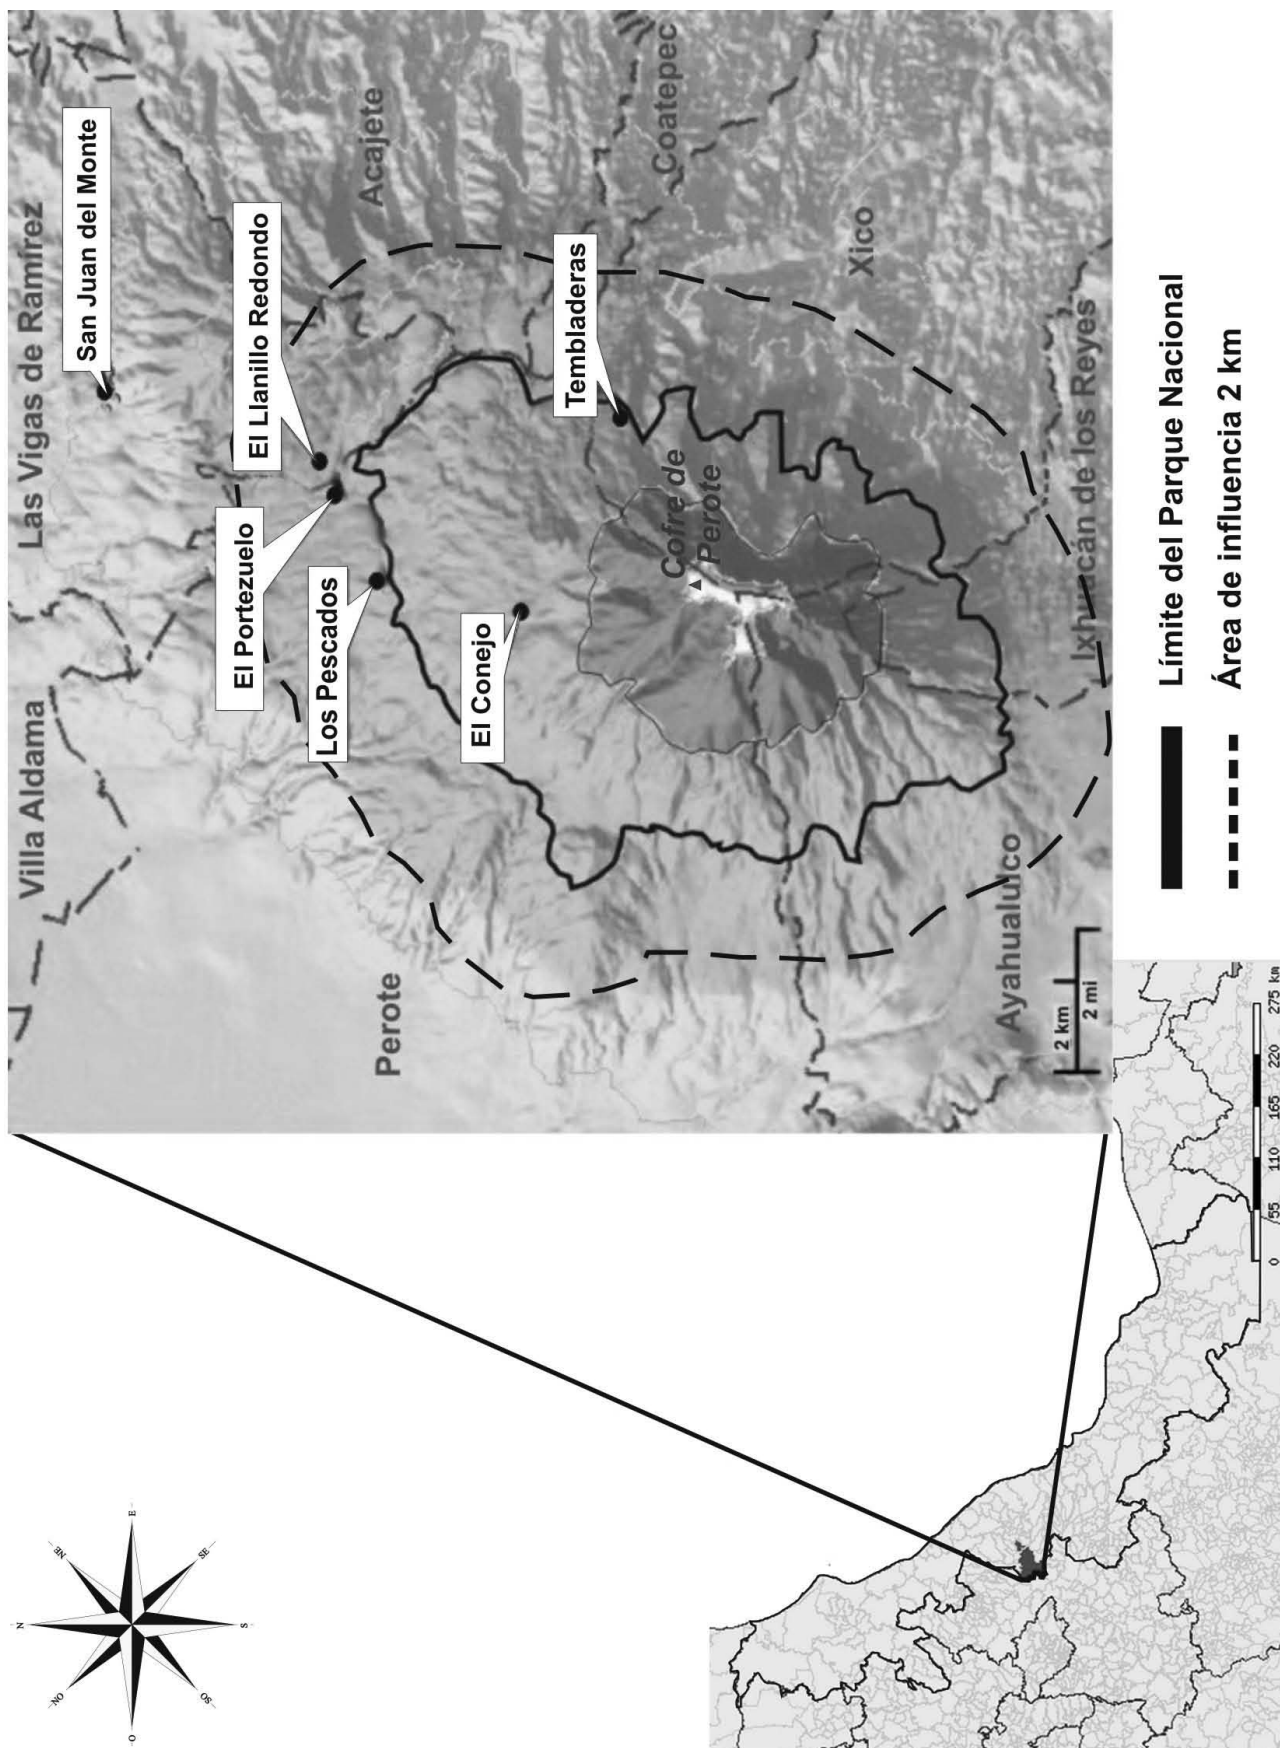 N
NE
E
SE
S
SO
O
NO
Villa Aldama
Las Vigas de Ramírez
San Juan del Monte
El Portezuelo
El Llanillo Redondo
Los Pescados
Acajete
Perote
El Conejo
Tembladeras
Coatepec
Cofre de
Perote
Xico
Ayahualulco
Ixhuacán de los Reyes
2 km
2 mi
Límite del Parque Nacional
Área de influencia 2 km
0 55 110 165 220 275 km